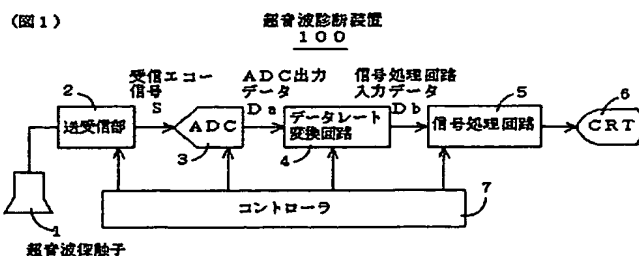 (図1)
超音波診断装置
100
受信エコー
信号
S
ADC出力
データ
Da
信号処理回路
入力データ
Db
2
送受信部
ADC
3
データレート
変換回路
4
5
信号処理回路
6
CRT
コントローラ
7
1
超音波探触子